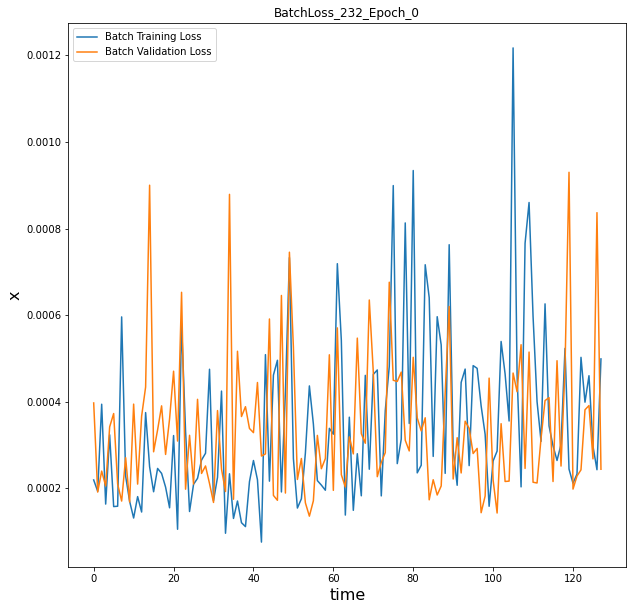 BatchLoss_232_Epoch_0
Batch Training Loss
Batch Validation Loss
0.0012
0.0010
0.0008
0.0006
0.0004
0.0002
x
0
20
40
60
80
100
120
time